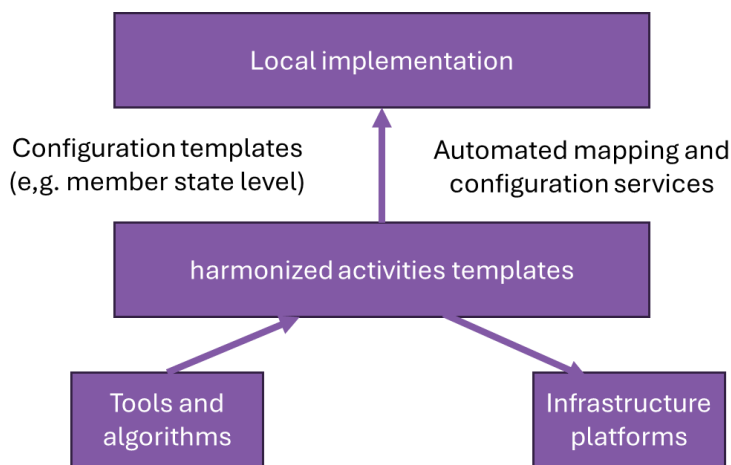 Local implementation
Configuration templates
(e,g. member state level)
Automated mapping and
configuration services
harmonized activities templates
Tools and
algorithms
Infrastructure
platforms